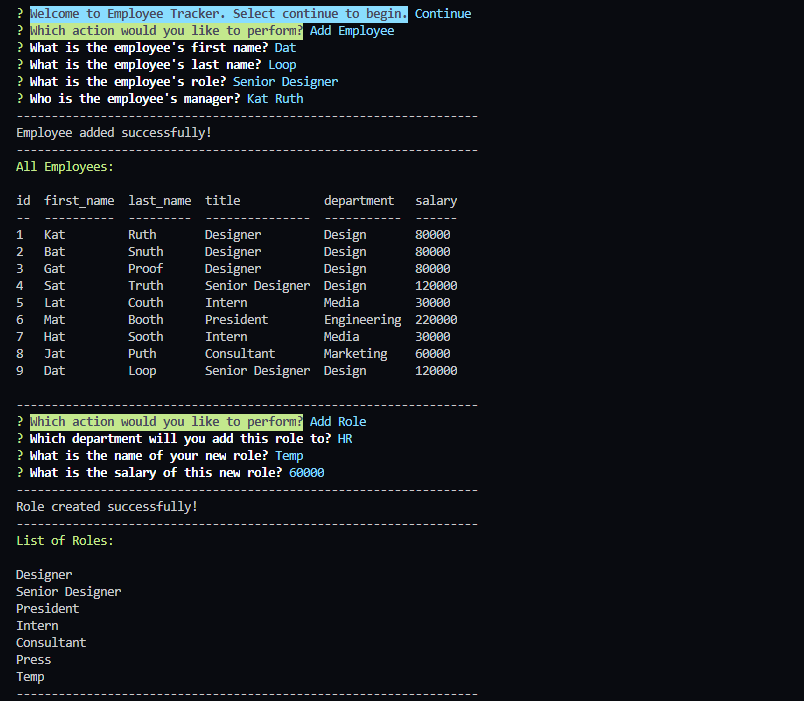 ? Welcome to Employee Tracker. Select continue to begin. Continue
? Which action would you like to perform? Add Employee
? What is the employee's first name? Dat
? What is the employee's last name? Loop
? What is the employee's role? Senior Designer
? Who is the employee's manager? Kat Ruth
------------------------------------------------------------------
Employee added successfully!
------------------------------------------------------------------
All Employees:

id  first_name  last_name  title            department   salary
--  ----------  ---------  ---------------  -----------  ------
1   Kat         Ruth       Designer         Design       80000
2   Bat         Snuth      Designer         Design       80000
3   Gat         Proof      Designer         Design       80000
4   Sat         Truth      Senior Designer  Design       120000
5   Lat         Couth      Intern           Media        30000
6   Mat         Booth      President        Engineering  220000
7   Hat         Sooth      Intern           Media        30000
8   Jat         Puth       Consultant       Marketing    60000
9   Dat         Loop       Senior Designer  Design       120000

------------------------------------------------------------------
? Which action would you like to perform? Add Role
? Which department will you add this role to? HR
? What is the name of your new role? Temp
? What is the salary of this new role? 60000
------------------------------------------------------------------
Role created successfully!
------------------------------------------------------------------
List of Roles:

Designer
Senior Designer
President
Intern
Consultant
Press
Temp
------------------------------------------------------------------